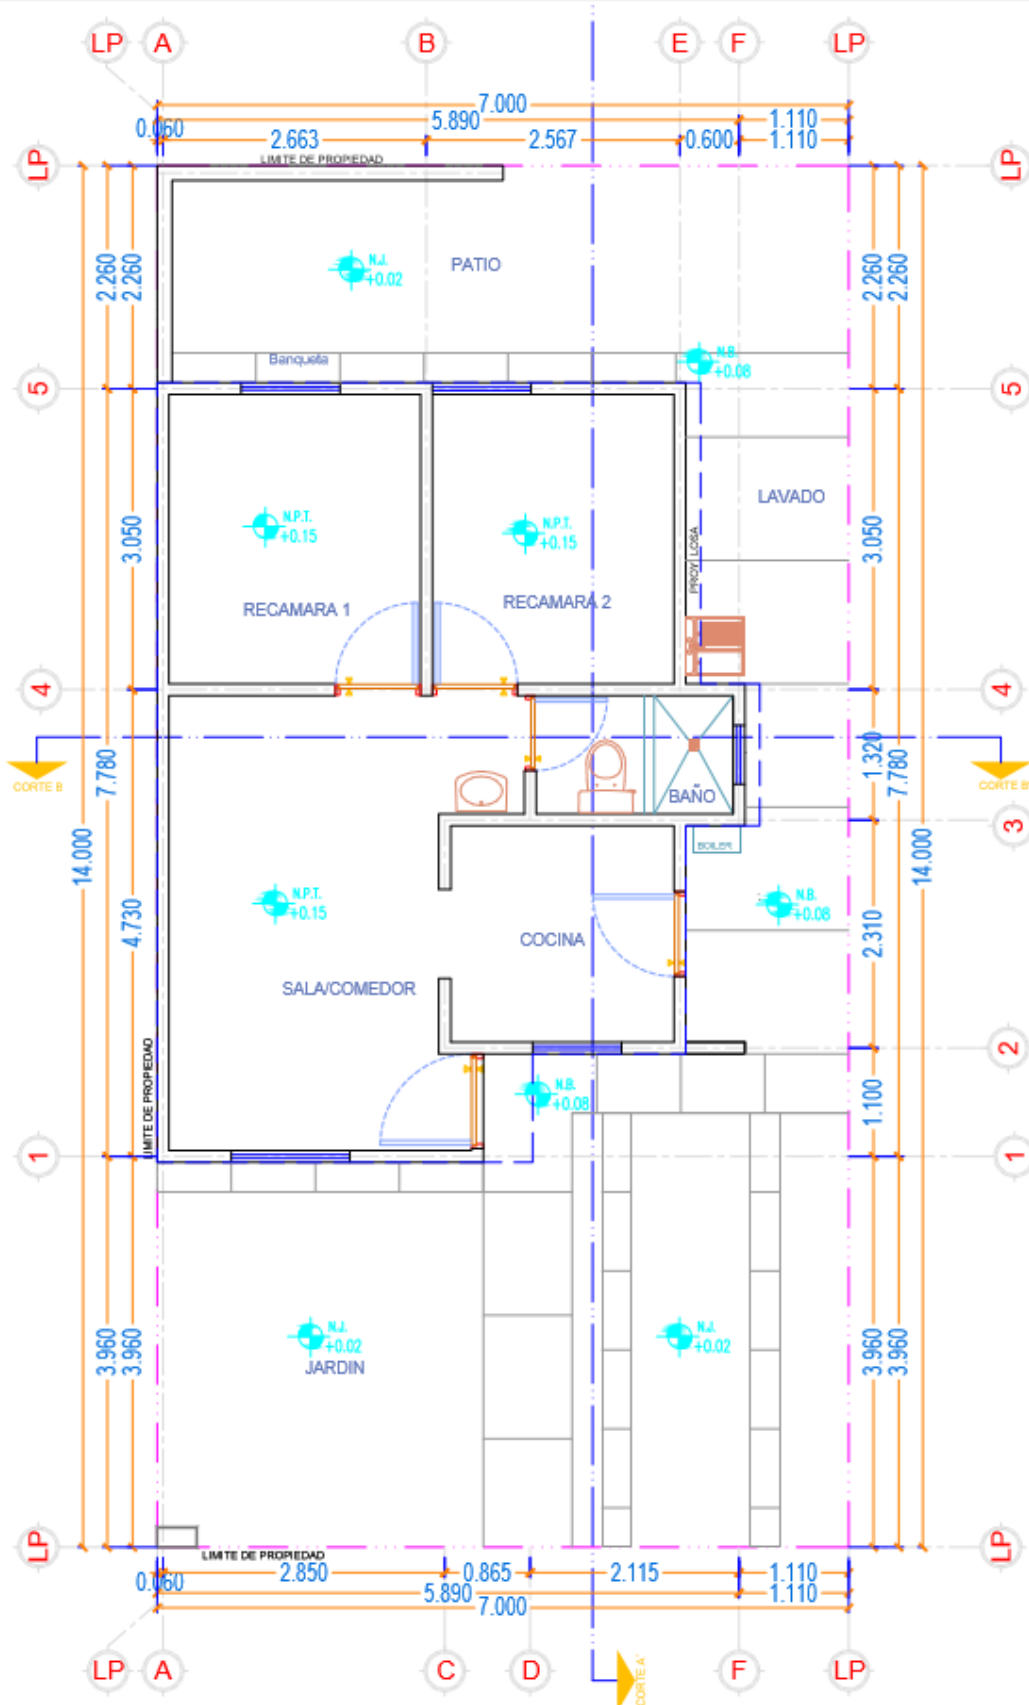 LP A B E F LP
7.000
5.890 1.110
0.060 2.663 2.567 0.600 1.110
LIMITE DE PROPIEDAD
LP LP
N.J.
+0.02
PATIO
2.260 2.260 2.260 2.260
Banqueta
N.B.
+0.08
5 5
LAVADO
N.P.T.
+0.15
N.P.T.
+0.15
3.050 3.050
PROY. LOSA
RECAMARA 1 RECAMARA 2
4 4
CORTE B CORTE B'
7.780 1.320 7.780
BAÑO
3
BOILER
14.000 14.000
N.P.T.
+0.15
N.B.
+0.08
4.730 2.310
COCINA
SALA/COMEDOR
2
LIMITE DE PROPIEDAD
N.B.
+0.08
1.100
1 1
N.J.
+0.02
N.J.
+0.02
3.960 3.960 3.960 3.960
JARDIN
LP LP
LIMITE DE PROPIEDAD
0.060 2.850 0.865 2.115 1.110
5.890 1.110
7.000
LP A C D F LP
CORTE A'